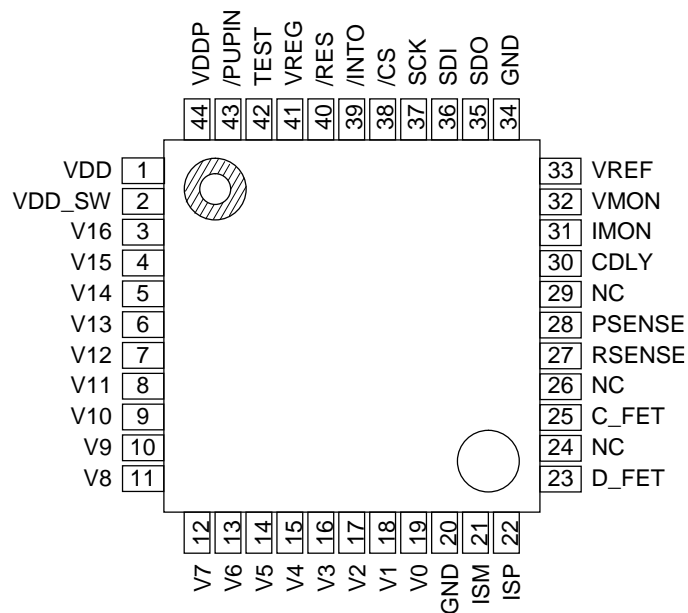 VDDP
/PUPIN
TEST
VREG
/RES
/INTO
/CS
SCK
SDI
SDO
GND
44
43
42
41
40
39
38
37
36
35
34
VDD 1
VDD_SW 2
V16 3
V15 4
V14 5
V13 6
V12 7
V11 8
V10 9
V9 10
V8 11
33 VREF
32 VMON
31 IMON
30 CDLY
29 NC
28 PSENSE
27 RSENSE
26 NC
25 C_FET
24 NC
23 D_FET
12
13
14
15
16
17
18
19
20
21
22
V7
V6
V5
V4
V3
V2
V1
V0
GND
ISM
ISP